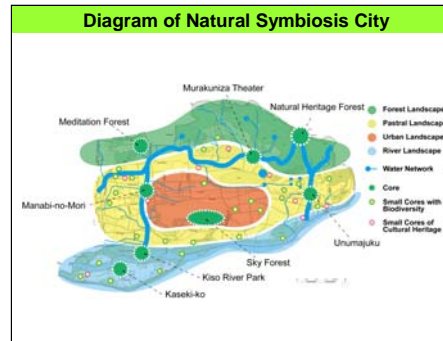 Diagram of Natural Symbiosis City
Murakuniza Theater
Natural Heritage Forest
Meditation Forest
Forest Landscape
Pastral Landscape
Urban Landscape
River Landscape
Water Network
Core
Small Cores with
Biodiversity
Small Cores of
Cultural Heritage
Manabi-no-Mori
Unumajuku
Sky Forest
Kiso River Park
Kaseki-ko